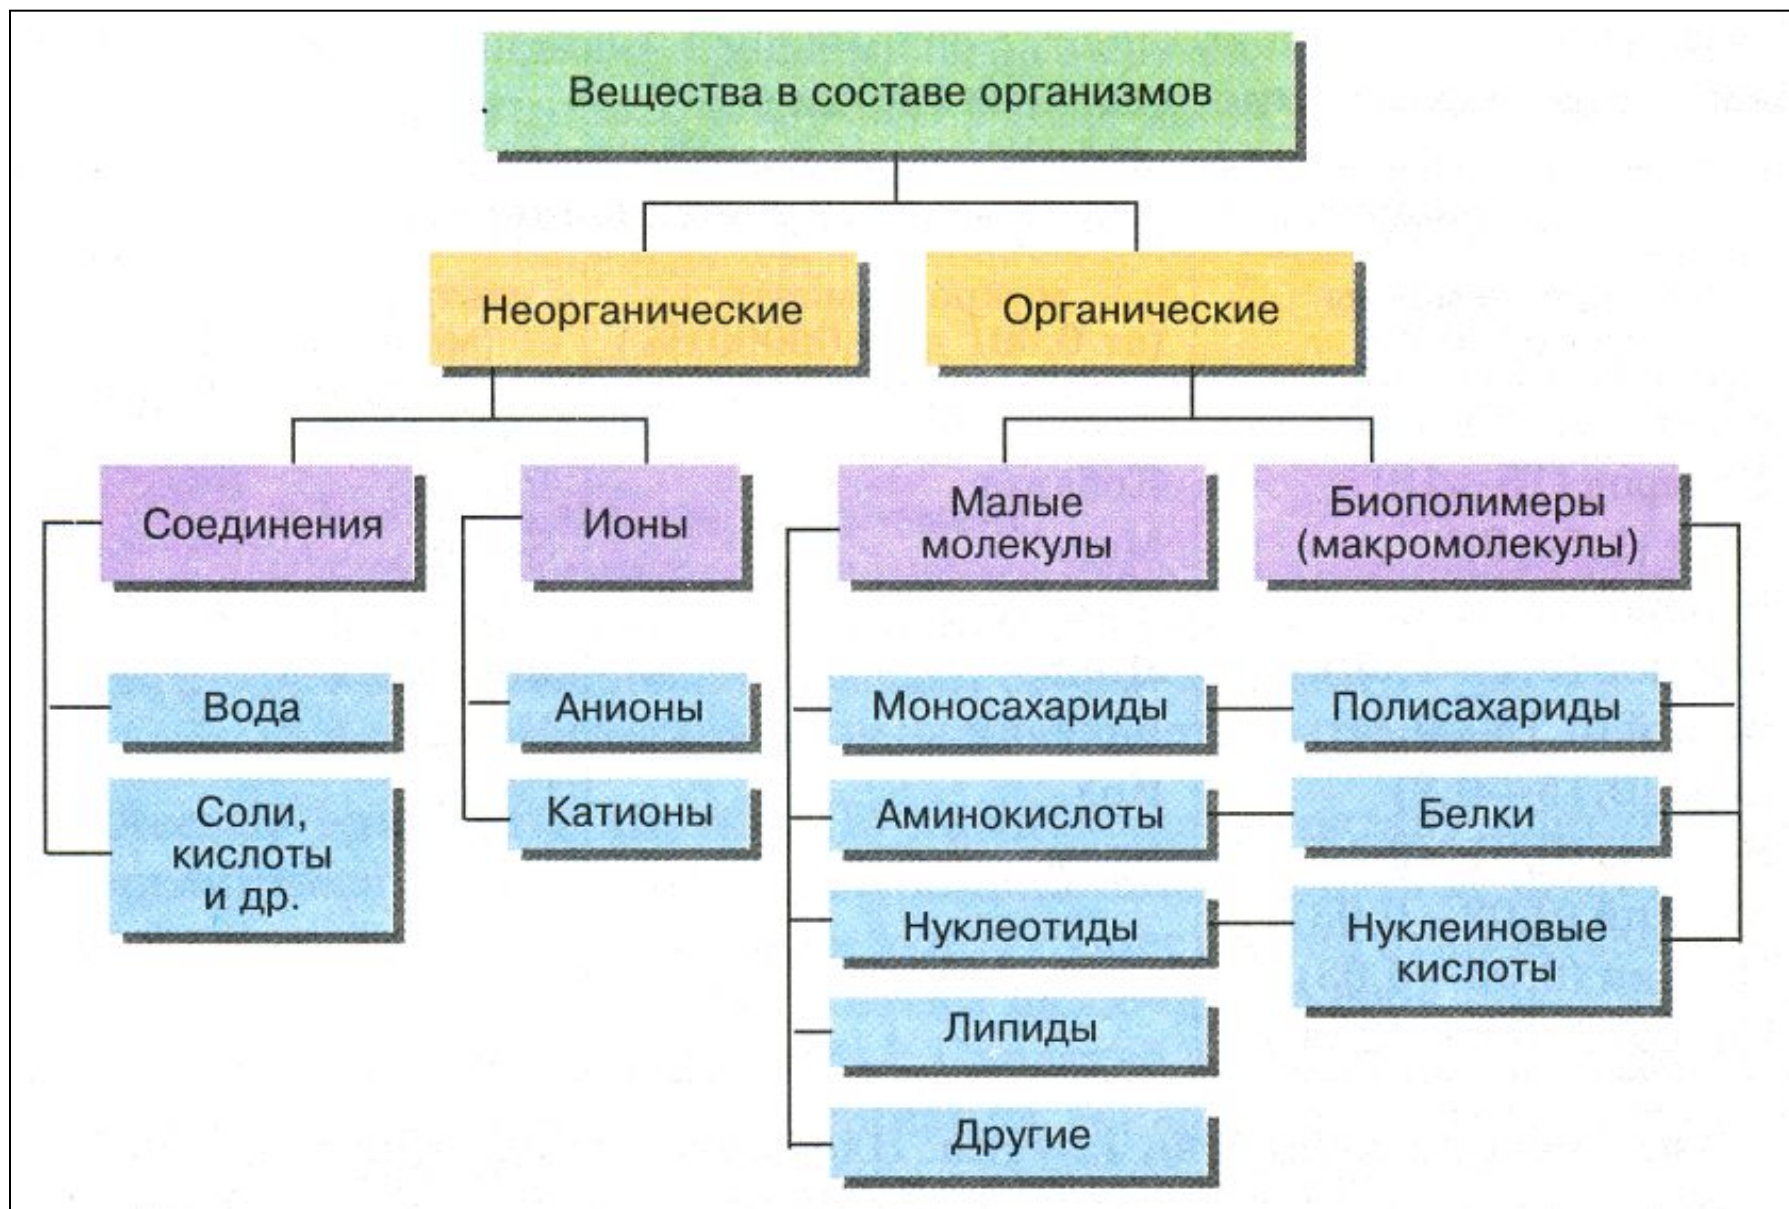 Вещества в составе организмов
Неорганические
Органические
Соединения
Ионы
Малые
молекулы
Биополимеры
(макромолекулы)
Вода
Анионы
Моносахариды
Полисахариды
Соли,
кислоты
и др.
Катионы
Аминокислоты
Белки
Нуклеотиды
Нуклеиновые
кислоты
Липиды
Другие